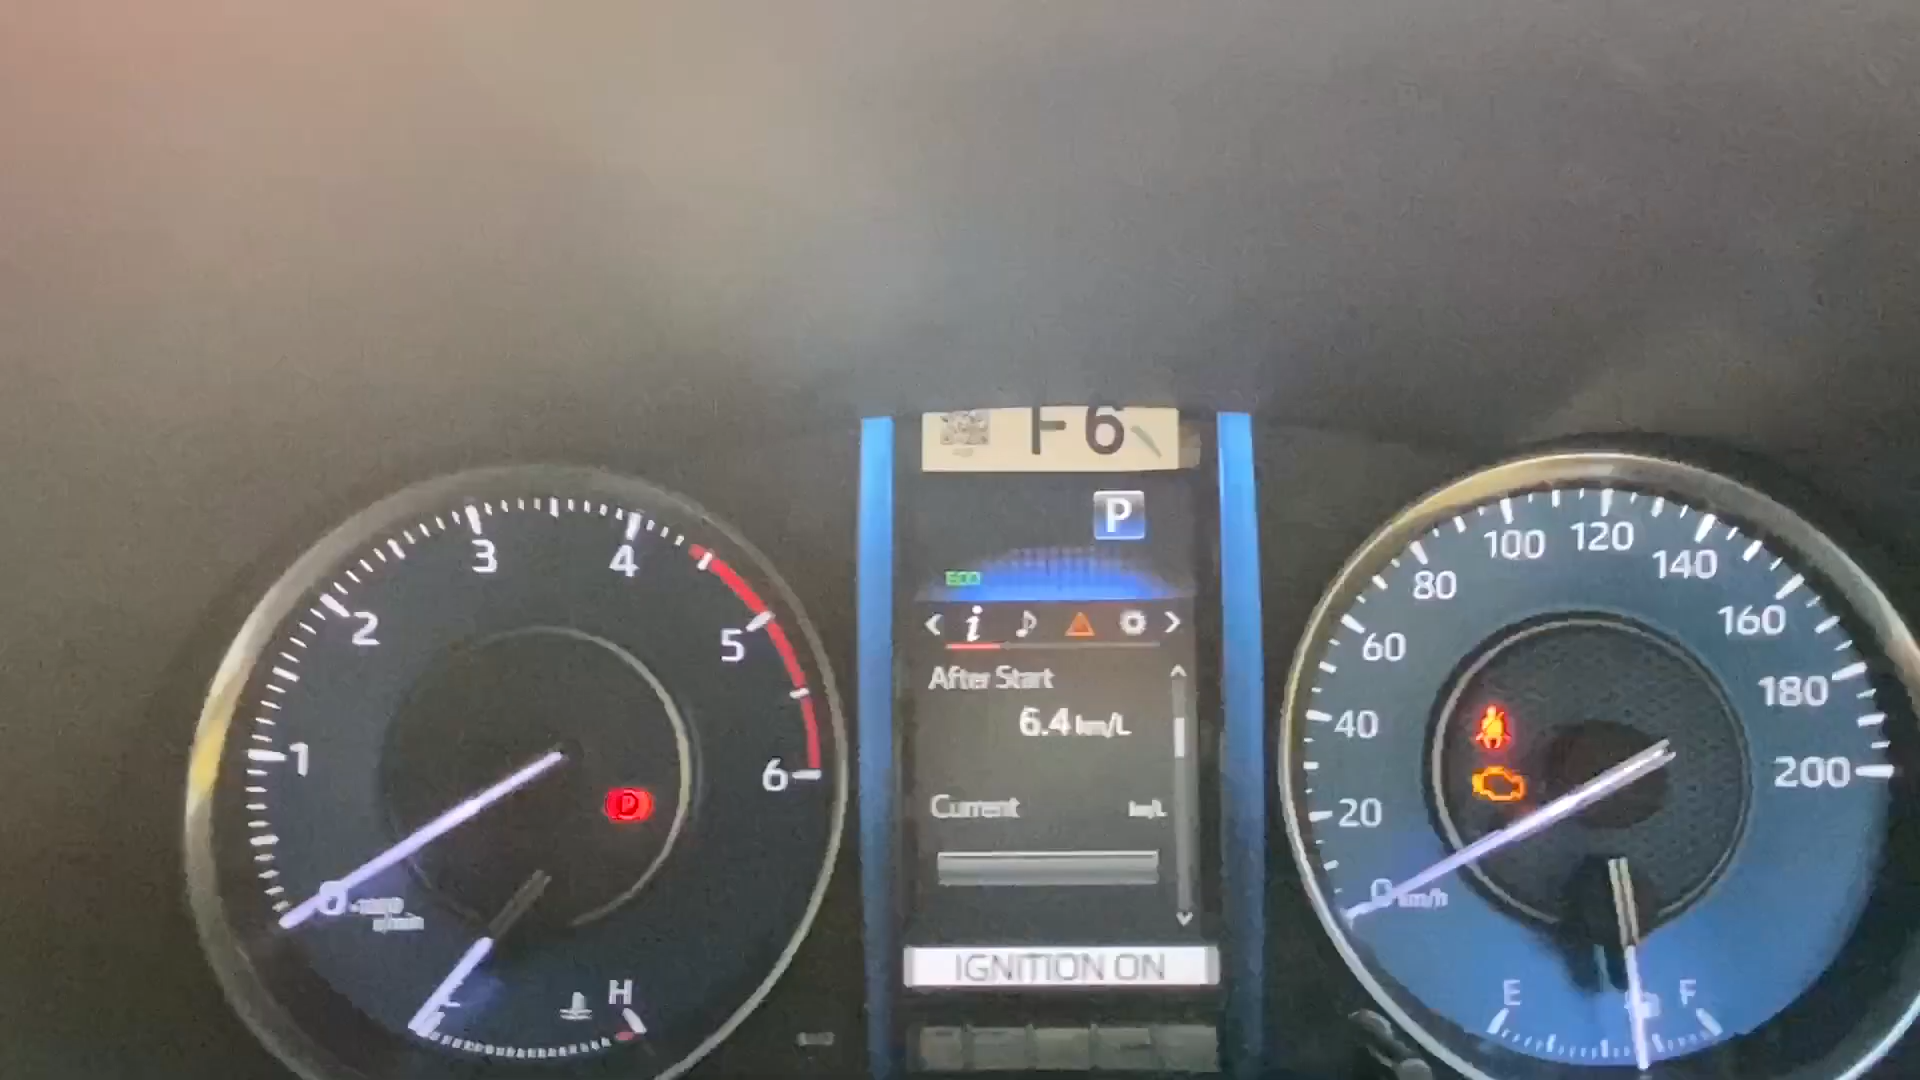 F6
P
ECO
After Start
6.4 km/L
Current km/L
IGNITION ON
0
1
2
3
4
5
6
r/min
H
0
20
40
60
80
100
120
140
160
180
200
km/h
E
F
P